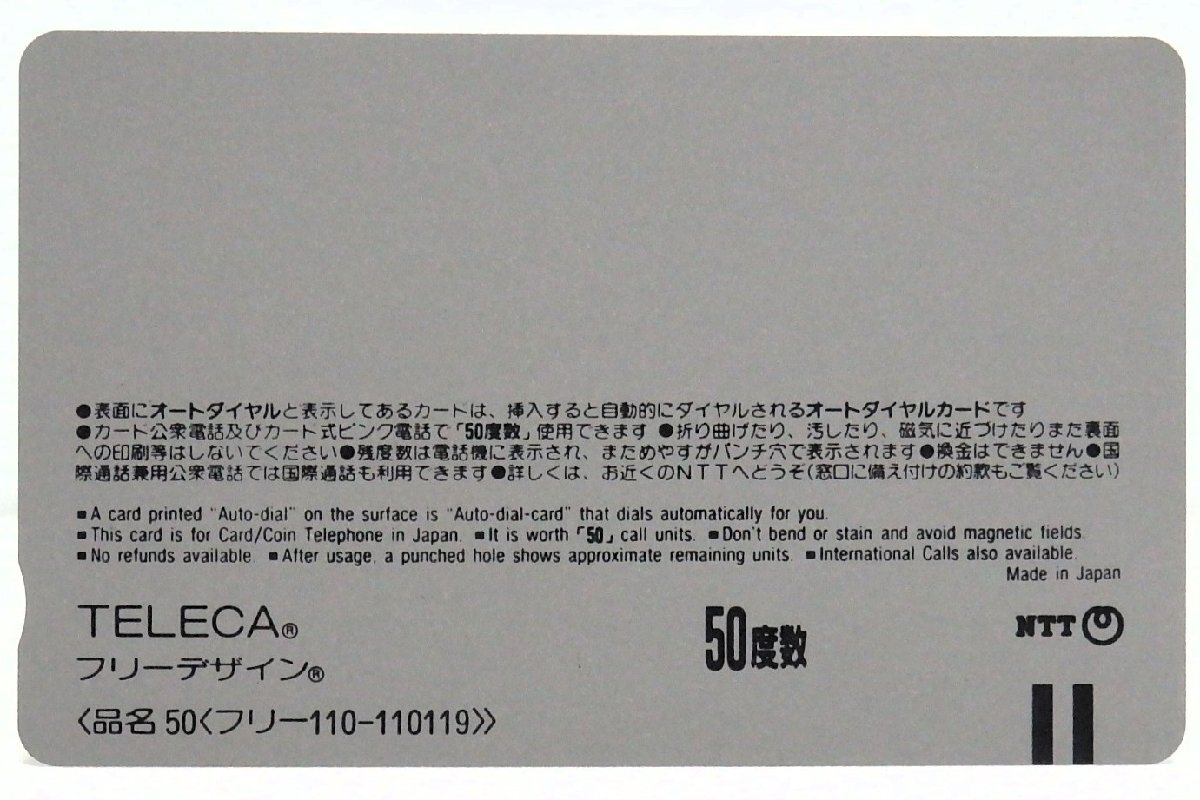 ●表面にオートダイヤルと表示してあるカードは、挿入すると自動的にダイヤルされるオートダイヤルカードです
●カード公衆電話及びカード式ピンク電話で「50度数」使用できます ●折り曲げたり、汚したり、磁気に近づけたりまた裏面
への印刷等はしないでください●残度数は電話機に表示され、まためやすがパンチ穴で表示されます●換金はできません●国
際通話兼用公衆電話では国際通話も利用できます●詳しくは、お近くのNTTへどうぞ(窓口に備え付けの約款もご覧ください)
■A card printed "Auto-dial" on the surface is "Auto-dial-card" that dials automatically for you.
■This card is for Card/Coin Telephone in Japan. ■It is worth「50」call units. ■Don't bend or stain and avoid magnetic fields.
■No refunds available. ■After usage, a punched hole shows approximate remaining units. ■International Calls also available.
Made in Japan
TELECA®
フリーデザイン®
50度数
NTT
〈品名 50〈フリー110-110119〉〉